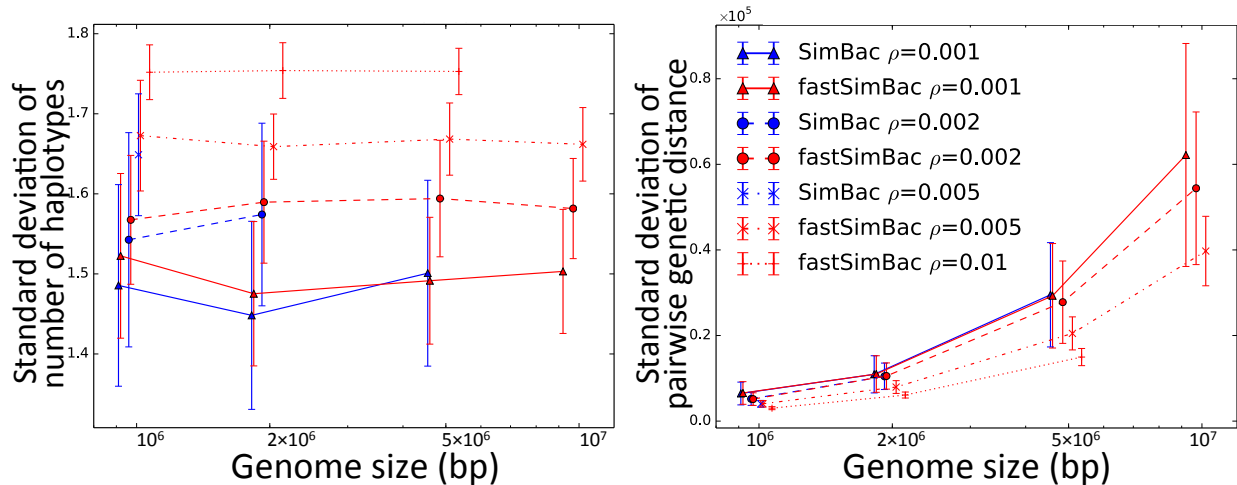 Standard deviation of
number of haplotypes
1.8
1.7
1.6
1.5
1.4
10⁶
2×10⁶
5×10⁶
10⁷
Genome size (bp)
Standard deviation of
pairwise genetic distance
×10⁵
0.8
0.6
0.4
0.2
0.0
SimBac ρ=0.001
fastSimBac ρ=0.001
SimBac ρ=0.002
fastSimBac ρ=0.002
SimBac ρ=0.005
fastSimBac ρ=0.005
fastSimBac ρ=0.01
10⁶
2×10⁶
5×10⁶
10⁷
Genome size (bp)